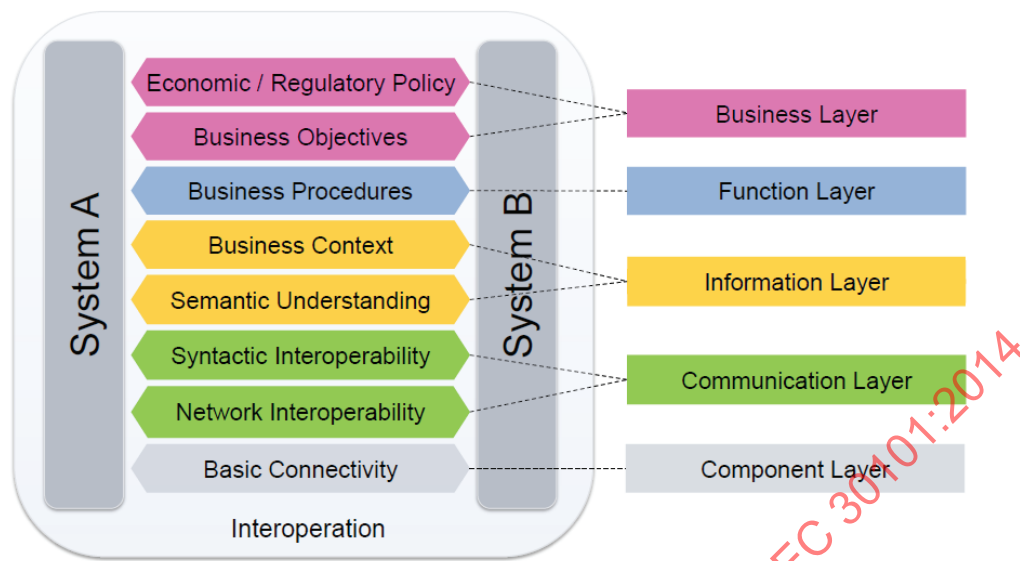 System A
Economic / Regulatory Policy
Business Objectives
Business Procedures
Business Context
Semantic Understanding
Syntactic Interoperability
Network Interoperability
Basic Connectivity
System B
Interoperation
Business Layer
Function Layer
Information Layer
Communication Layer
Component Layer
EC 30101:2014